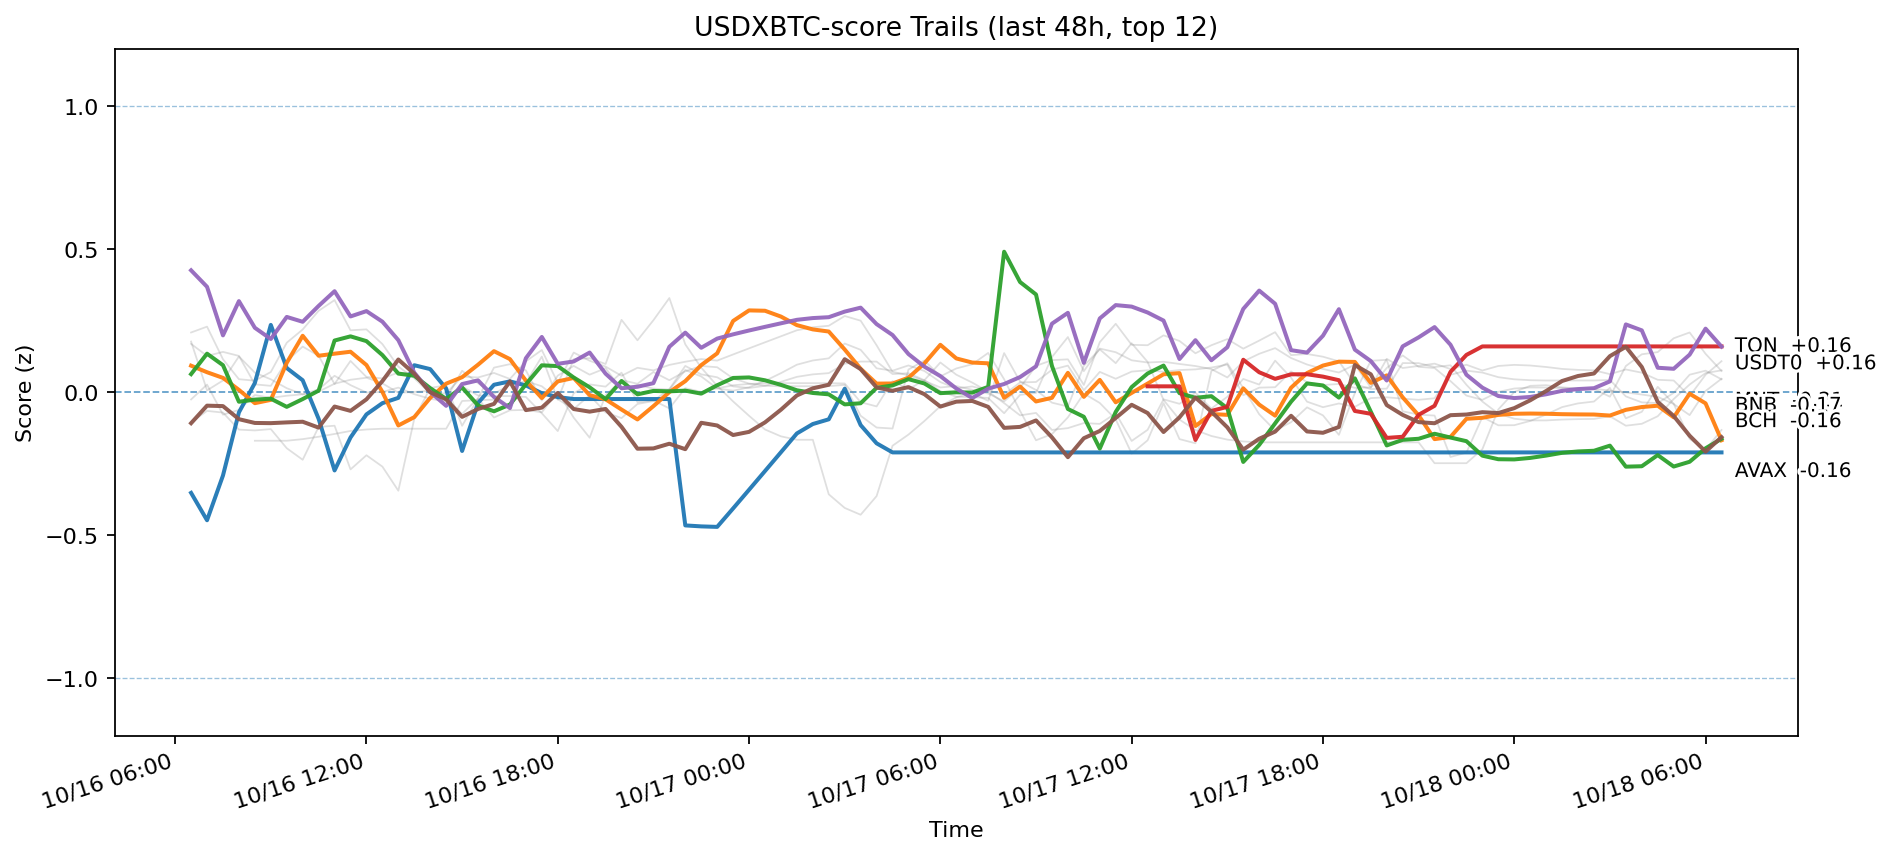 USDXBTC-score Trails (last 48h, top 12)
Score (z)
1.0
0.5
0.0
−0.5
−1.0
TON +0.16
USDT0 +0.16
BNB -0.17
BCH -0.16
AVAX -0.16
10/16 06:00
10/16 12:00
10/16 18:00
10/17 00:00
10/17 06:00
10/17 12:00
10/17 18:00
10/18 00:00
10/18 06:00
Time